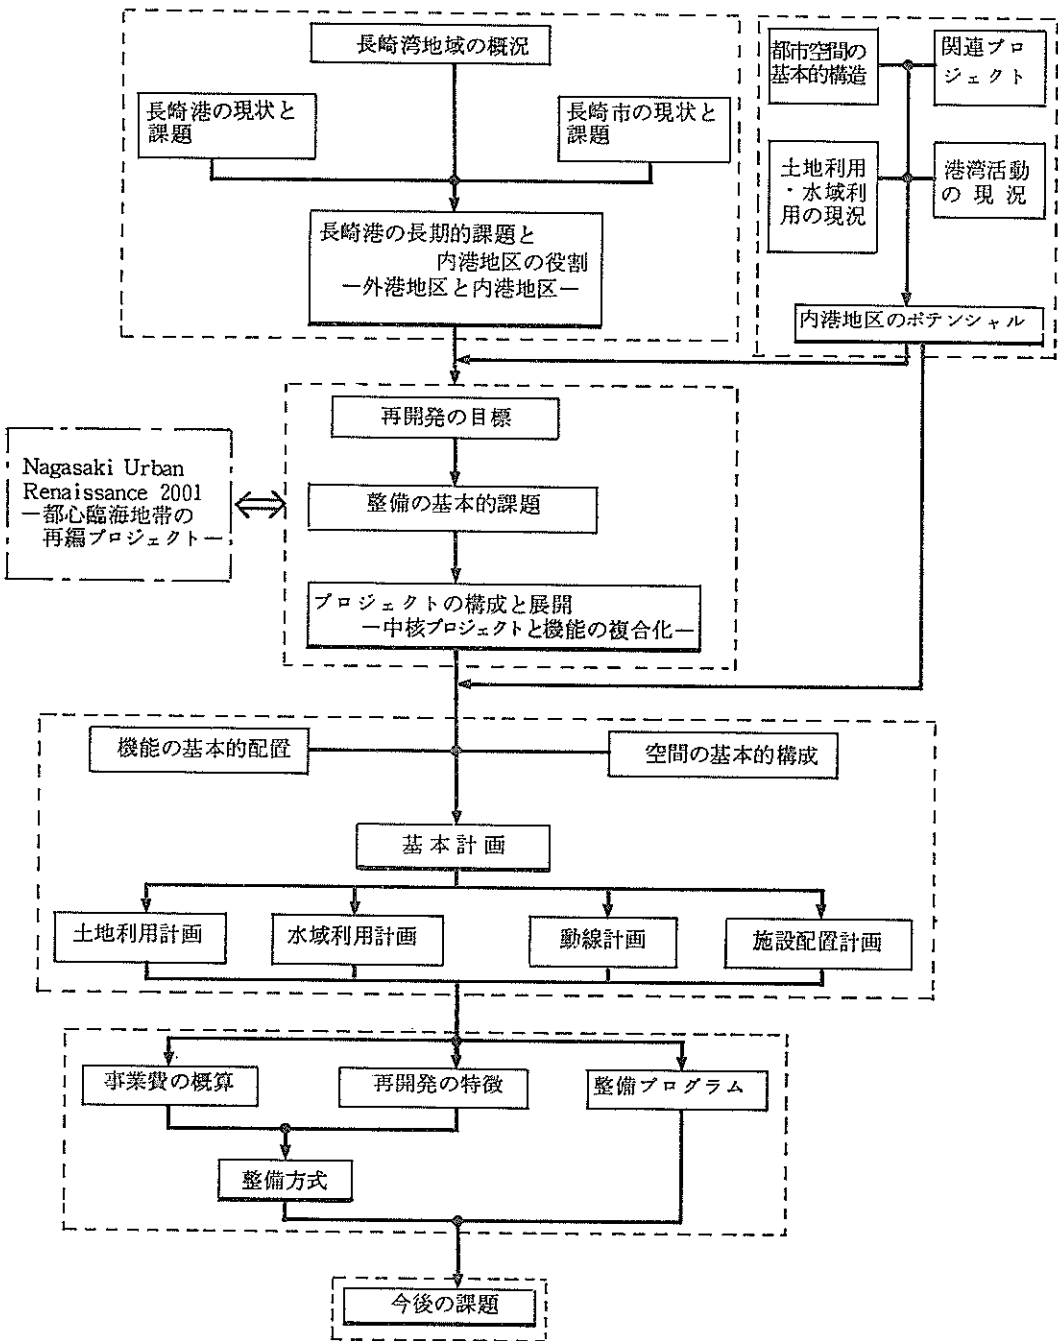 長崎湾地域の概況
長崎港の現状と
課題
長崎市の現状と
課題
長崎港の長期的課題と
内港地区の役割
―外港地区と内港地区―
都市空間の
基本的構造
関連プロ
ジェクト
土地利用
・水域利
用の現況
港湾活動
の現況
内港地区のポテンシャル
再開発の目標
整備の基本的課題
プロジェクトの構成と展開
―中核プロジェクトと機能の複合化―
Nagasaki Urban
Renaissance 2001
―都心臨海地帯の
再編プロジェクト―
機能の基本的配置
空間の基本的構成
基本計画
土地利用計画
水域利用計画
動線計画
施設配置計画
事業費の概算
再開発の特徴
整備プログラム
整備方式
今後の課題